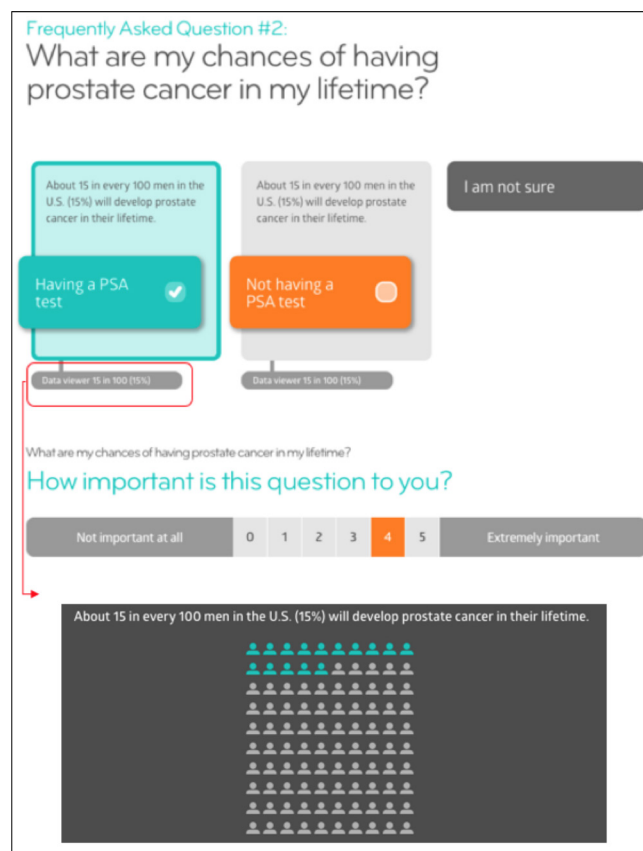 Frequently Asked Question #2:
What are my chances of having
prostate cancer in my lifetime?
About 15 in every 100 men in the
U.S. (15%) will develop prostate
cancer in their lifetime.
Having a PSA
test
Data viewer 15 in 100 (15%)
About 15 in every 100 men in the
U.S. (15%) will develop prostate
cancer in their lifetime.
Not having a
PSA test
Data viewer 15 in 100 (15%)
I am not sure
What are my chances of having prostate cancer in my lifetime?
How important is this question to you?
Not important at all 0 1 2 3 4 5 Extremely important
About 15 in every 100 men in the U.S. (15%) will develop prostate cancer in their lifetime.